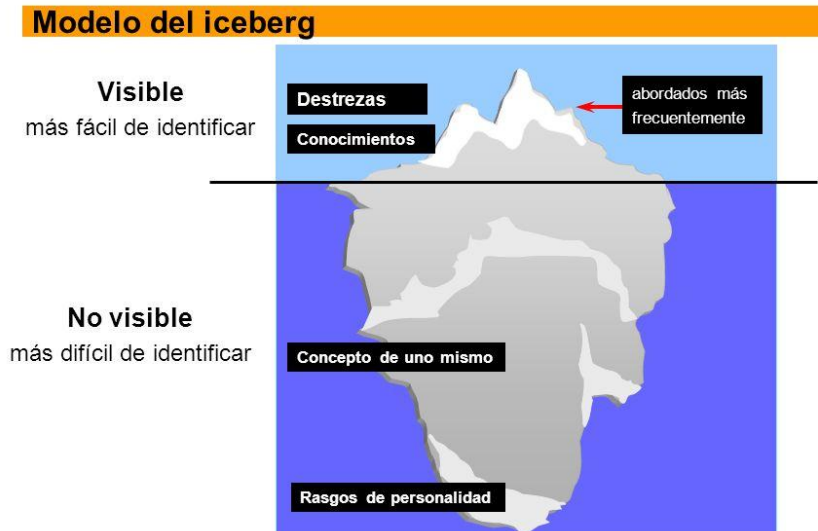 Modelo del iceberg
Visible
más fácil de identificar
Destrezas
Conocimientos
abordados más
frecuentemente
No visible
más difícil de identificar
Concepto de uno mismo
Rasgos de personalidad